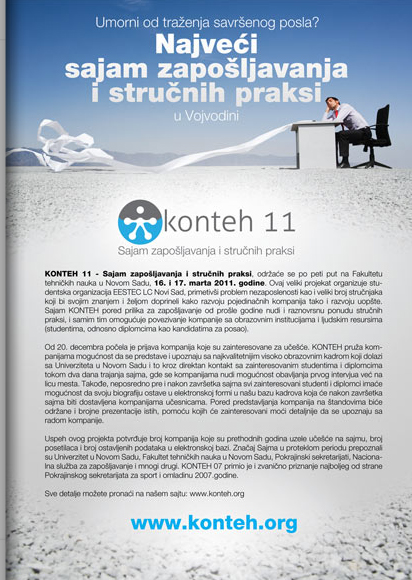 Umorni od traženja savršenog posla?
Najveći
sajam zapošljavanja
i stručnih praksi
u Vojvodini
konteh 11
Sajam zapošljavanja i stručnih praksi
KONTEH 11 - Sajam zapošljavanja i stručnih praksi, održaće se po peti put na Fakultetu
tehničkih nauka u Novom Sadu, 16. i 17. marta 2011. godine. Ovaj veliki projekat organizuje stu-
dentska organizacija EESTEC LC Novi Sad, primetivši problem nezaposlenosti kao i veliki broj stručnjaka
koji bi svojim znanjem i željom doprineli kako razvoju pojedinačnih kompanija tako i razvoju uopšte.
Sajam KONTEH pored prilika za zapošljavanje od prošle godine nudi i raznovrsnu ponudu stručnih
praksi, i samim tim omogućuje povezivanje kompanije sa obrazovnim institucijama i ljudskim resursima
(studentima, odnosno diplomcima kao kandidatima za posao).
Od 20. decembra počela je prijava kompanija koje su zainteresovane za učešće. KONTEH pruža kom-
panijama mogućnost da se predstave i upoznaju sa najkvalitetnijim visoko obrazovnim kadrom koji dolazi
sa Univerziteta u Novom Sadu i to kroz direktan kontakt sa zainteresovanim studentima i diplomcima
tokom dva dana trajanja sajma, gde se kompanijama nudi mogućnost obavljanja prvog intervjua već na
licu mesta. Takođe, neposredno pre i nakon završetka sajma svi zainteresovani studenti i diplomci imaće
mogućnost da svoju biografiju ostave u elektronskoj formi u našu bazu kadrova koja će nakon završetka
sajma biti dostavljena kompanijama učesnicama. Pored predstavljanja kompanija na štandovima biće
održane i brojne prezentacije istih, pomoću kojih će zainteresovani moći detaljnije da se upoznaju sa
radom kompanije.
Uspeh ovog projekta potvrđuje broj kompanija koje su prethodnih godina uzele učešće na sajmu, broj
posetilaca i broj ostavljenih podataka u elektronskoj bazi. Značaj Sajma u proteklom periodu prepoznali
su Univerzitet u Novom Sadu, Fakultet tehničkih nauka u Novom Sadu, Pokrajinski sekretarijati, Naciona-
lna služba za zapošljavanje i mnogi drugi. KONTEH 07 primio je i zvanično priznanje najboljeg od strane
Pokrajinskog sekretarijata za sport i omladinu 2007.godine.
Sve detalje možete pronaći na našem sajtu: www.konteh.org
www.konteh.org